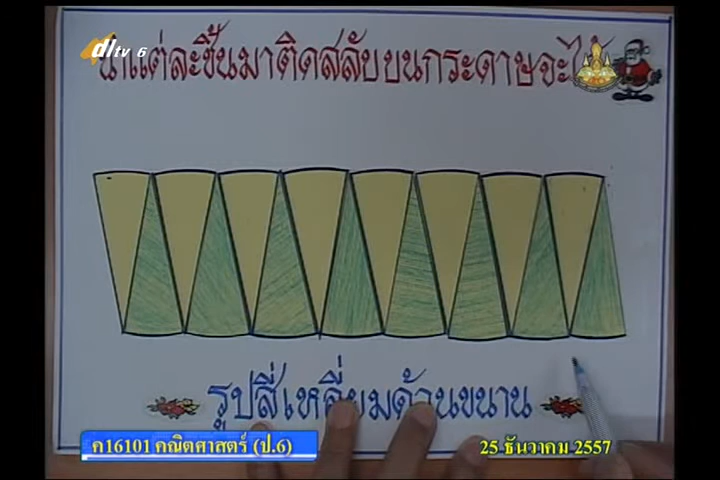 dltv 6
นำแต่ละชิ้นมาติดสลับบนกระดาษจะได้
รูปสี่เหลี่ยมด้านขนาน
ค16101 คณิตศาสตร์ (ป.6)
25 ธันวาคม 2557